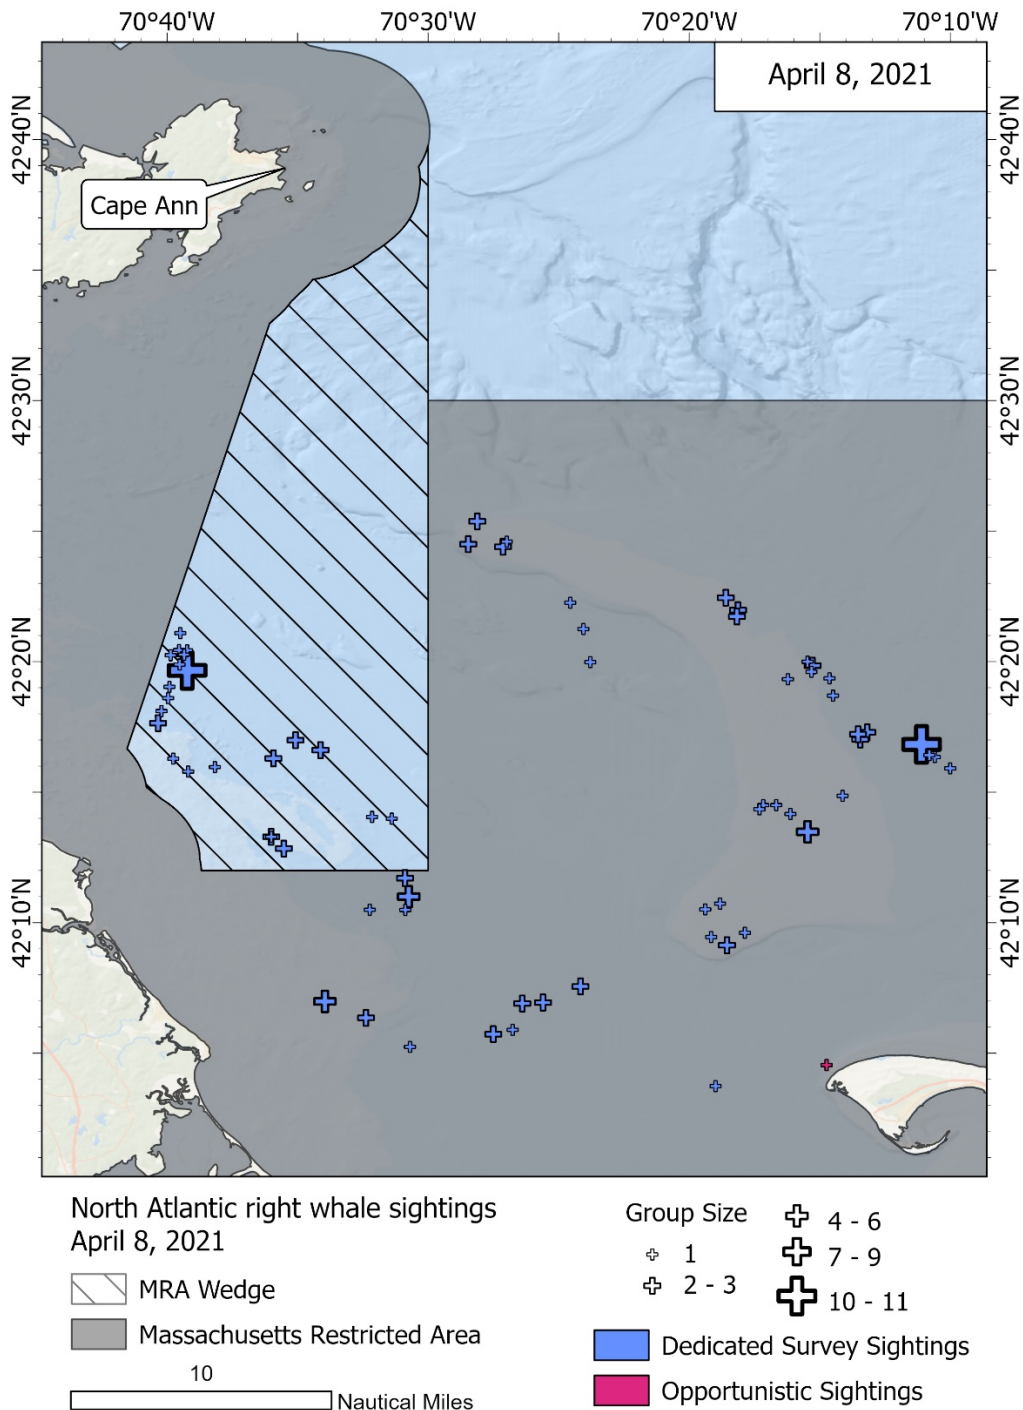 70°40'W 70°30'W 70°20'W 70°10'W
April 8, 2021
42°40'N 42°40'N
Cape Ann
42°30'N 42°30'N
42°20'N 42°20'N
42°10'N 42°10'N
North Atlantic right whale sightings
April 8, 2021
MRA Wedge
Massachusetts Restricted Area
10
Nautical Miles
Group Size
1
2 - 3
4 - 6
7 - 9
10 - 11
Dedicated Survey Sightings
Opportunistic Sightings